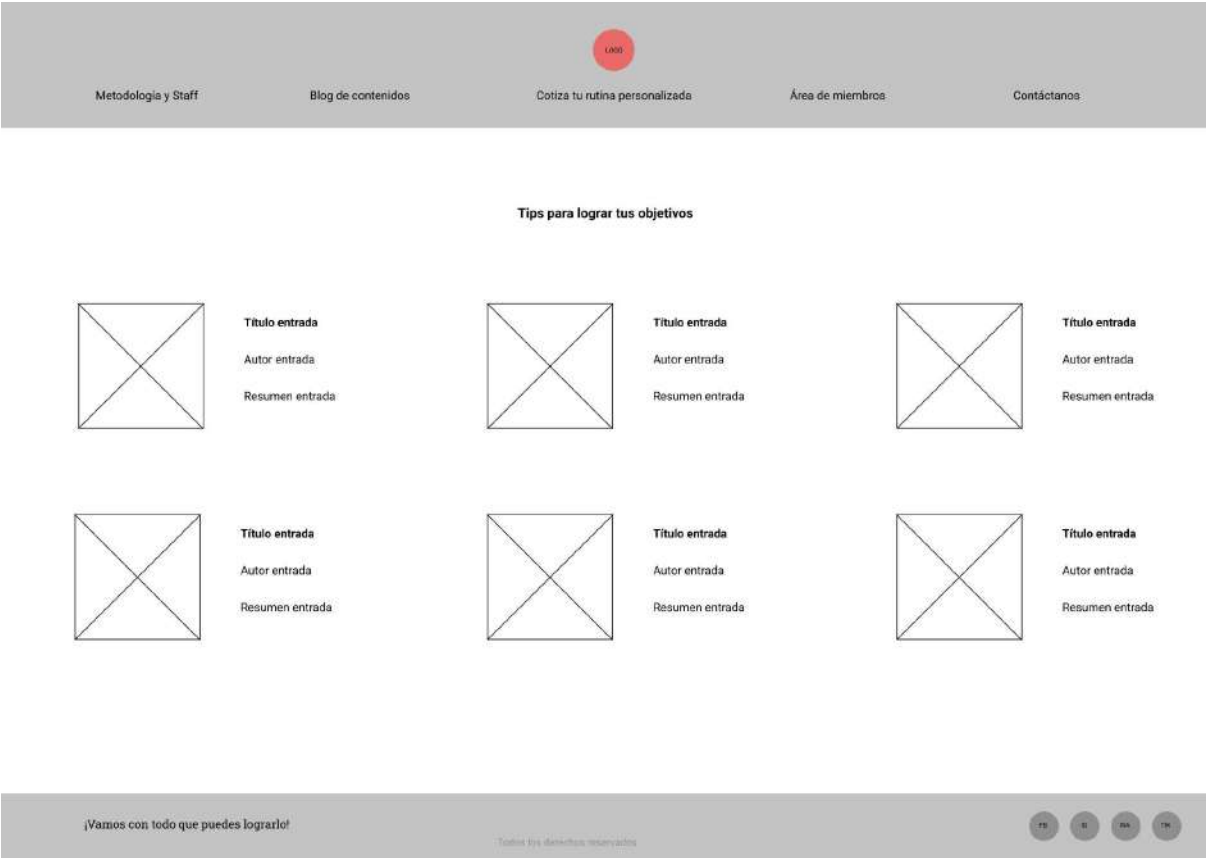 LOGO
Metodología y Staff
Blog de contenidos
Cotiza tu rutina personalizada
Área de miembros
Contáctanos
Tips para lograr tus objetivos
Título entrada
Autor entrada
Resumen entrada
Título entrada
Autor entrada
Resumen entrada
Título entrada
Autor entrada
Resumen entrada
Título entrada
Autor entrada
Resumen entrada
Título entrada
Autor entrada
Resumen entrada
Título entrada
Autor entrada
Resumen entrada
¡Vamos con todo que puedes lograrlo!
Todos los derechos reservados
FB